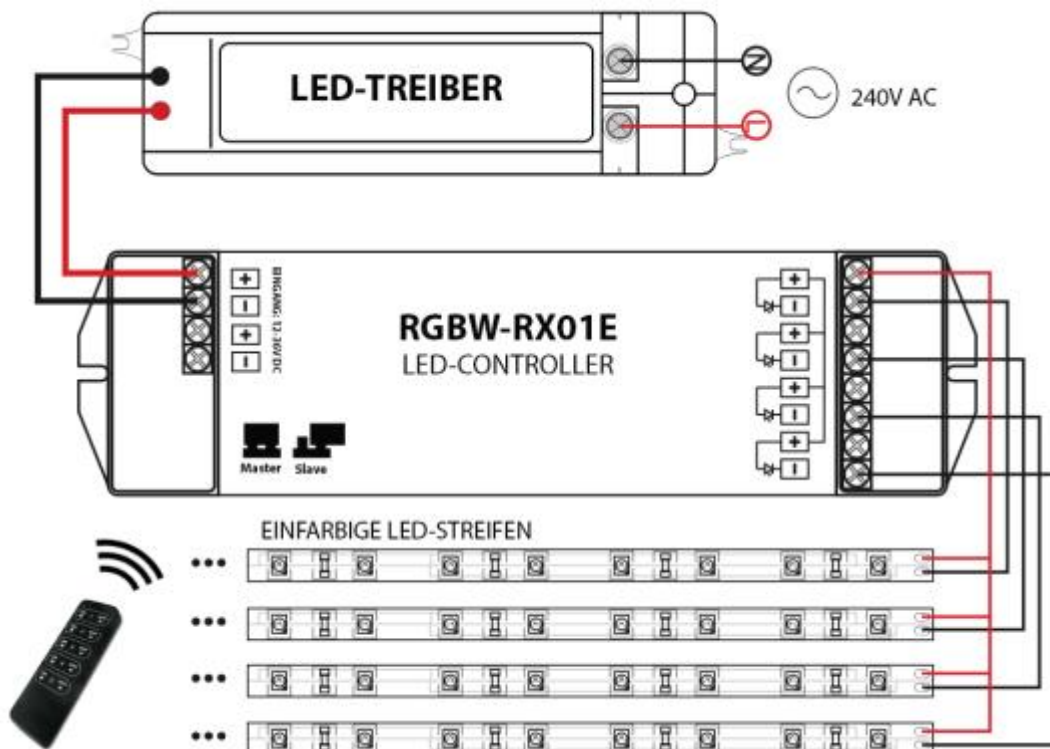 LED-TREIBER
N
L
240V AC
EINGANG: 12-36V DC
+
−
+
−
RGBW-RX01E
LED-CONTROLLER
+
−
+
−
+
−
+
−
Master Slave
EINFARBIGE LED-STREIFEN